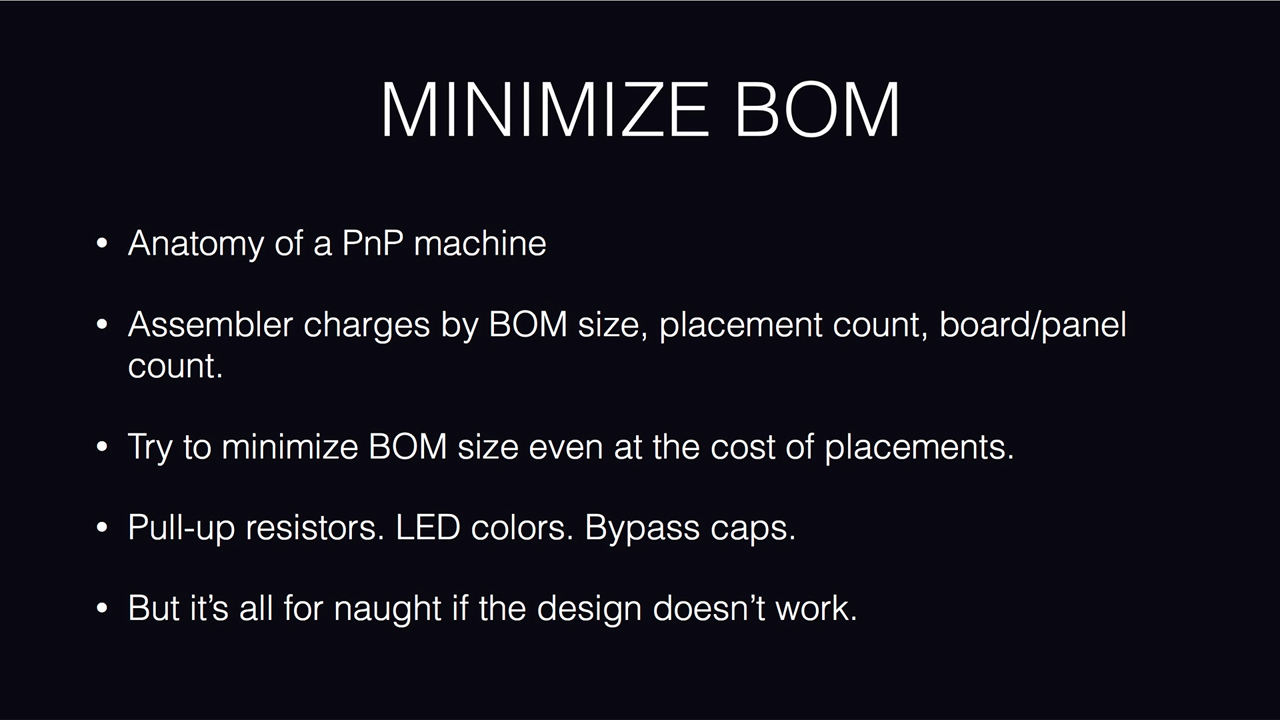 MINIMIZE BOM
• Anatomy of a PnP machine
• Assembler charges by BOM size, placement count, board/panel
count.
• Try to minimize BOM size even at the cost of placements.
• Pull-up resistors. LED colors. Bypass caps.
• But it’s all for naught if the design doesn’t work.